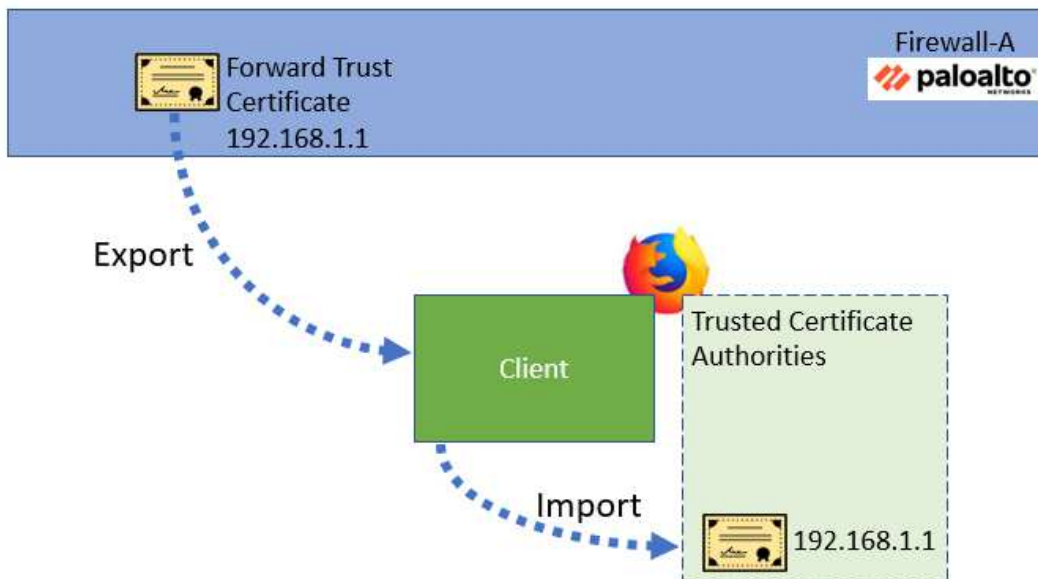 Firewall-A
paloalto
NETWORKS
Forward Trust
Certificate
192.168.1.1
Export
Trusted Certificate
Authorities
Client
Import
192.168.1.1